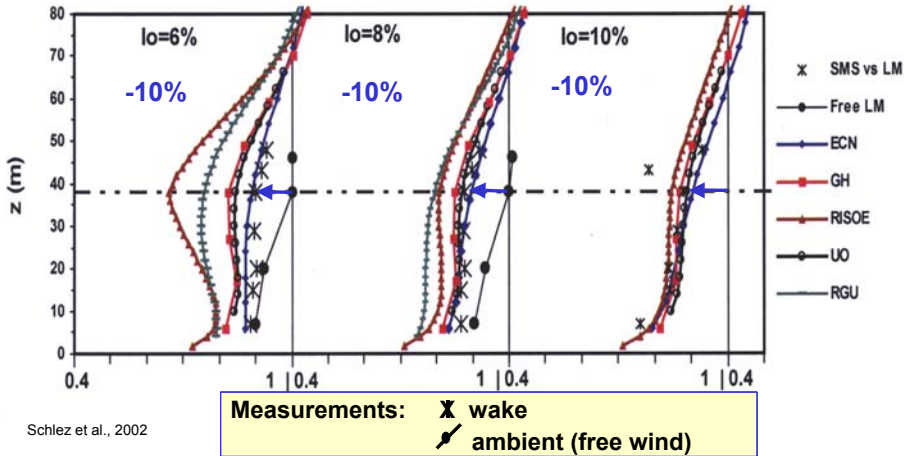 80
70
60
50
40
30
20
10
0
z (m)
Io=6%
Io=8%
Io=10%
-10%
-10%
-10%
SMS vs LM
Free LM
ECN
GH
RISOE
UO
RGU
0.4
1
0.4
1
0.4
1
0.4
Measurements: wake
ambient (free wind)
Schlez et al., 2002